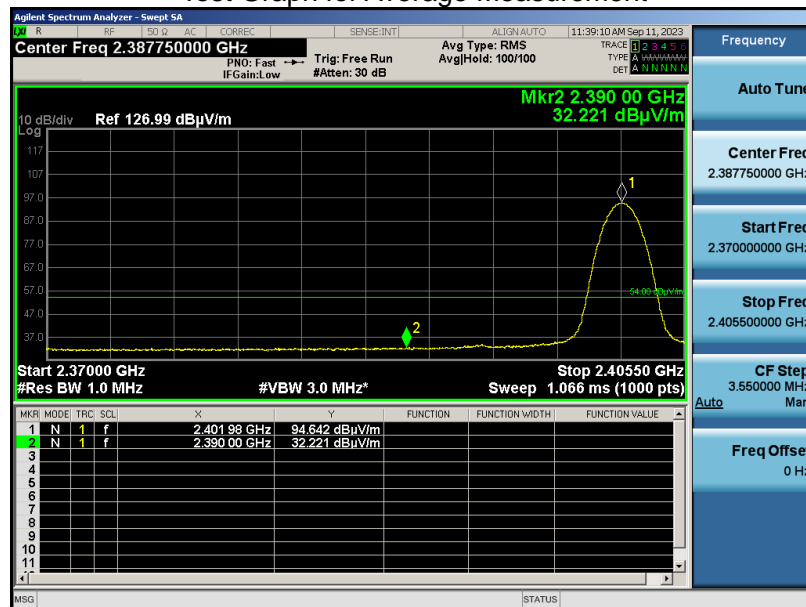 Test Graph for Average Measurement
Agilent Spectrum Analyzer - Swept SA
LXI R RF 50 Ω AC CORREC SENSE:INT ALIGN AUTO 11:39:10 AM Sep 11, 2023
Center Freq 2.387750000 GHz
PNO: Fast
IFGain:Low
Trig: Free Run
#Atten: 30 dB
Avg Type: RMS
Avg|Hold: 100/100
TRACE 1 2 3 4 5 6
TYPE A
DET A N N N N N
Mkr2 2.390 00 GHz
10 dB/div Ref 126.99 dBµV/m 32.221 dBµV/m
Log
117
107
97.0
87.0
77.0
67.0
57.0
47.0
37.0
1
54.00 dBµV/m
2
Start 2.37000 GHz Stop 2.40550 GHz
#Res BW 1.0 MHz #VBW 3.0 MHz* Sweep 1.066 ms (1000 pts)
MKR MODE TRC SCL X Y FUNCTION FUNCTION WIDTH FUNCTION VALUE
1 N 1 f 2.401 98 GHz 94.642 dBµV/m
2 N 1 f 2.390 00 GHz 32.221 dBµV/m
3
4
5
6
7
8
9
10
11
MSG STATUS
Frequency
Auto Tune
Center Freq
2.387750000 GHz
Start Freq
2.370000000 GHz
Stop Freq
2.405500000 GHz
CF Step
3.550000 MHz
Auto Man
Freq Offset
0 Hz